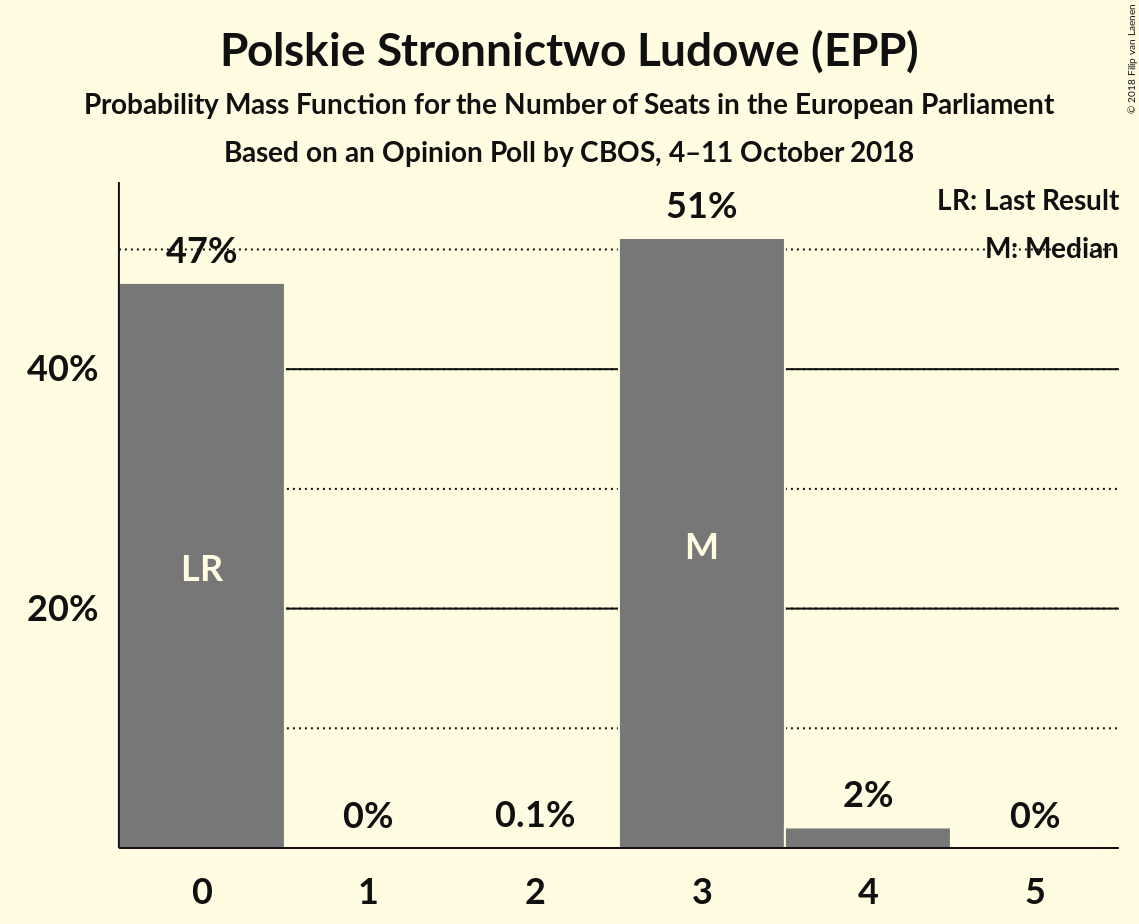 Polskie Stronnictwo Ludowe (EPP)
Probability Mass Function for the Number of Seats in the European Parliament
Based on an Opinion Poll by CBOS, 4–11 October 2018
© 2018 Filip van Laenen
LR: Last Result
M: Median
51%
47%
40%
LR
M
20%
0%
0.1%
2%
0%
0
1
2
3
4
5